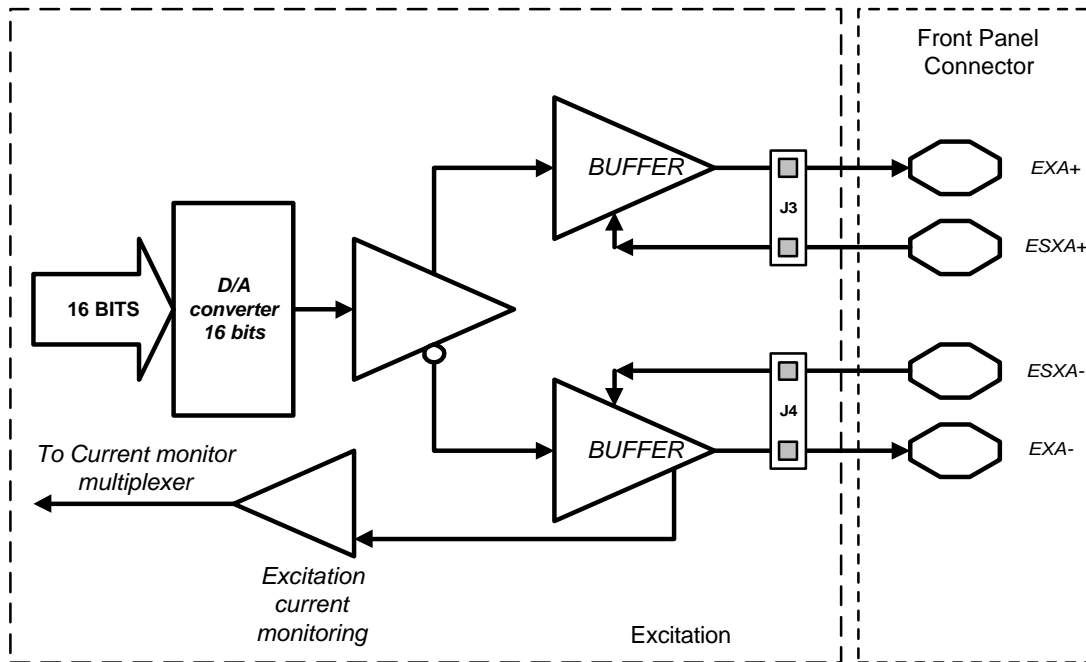 Front Panel
Connector
BUFFER
EXA+
J3
ESXA+
16 BITS
D/A
converter
16 bits
ESXA-
J4
BUFFER
EXA-
To Current monitor
multiplexer
Excitation
current
monitoring
Excitation